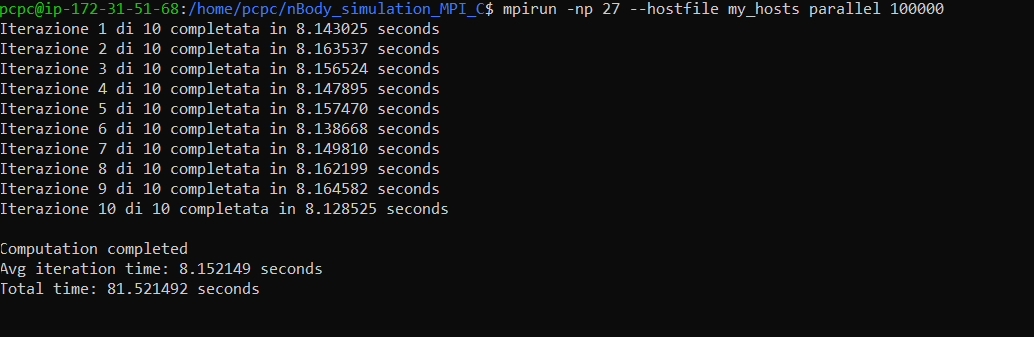 pcpc@ip-172-31-51-68:/home/pcpc/nBody_simulation_MPI_C$ mpirun -np 27 --hostfile my_hosts parallel 100000
Iterazione 1 di 10 completata in 8.143025 seconds
Iterazione 2 di 10 completata in 8.163537 seconds
Iterazione 3 di 10 completata in 8.156524 seconds
Iterazione 4 di 10 completata in 8.147895 seconds
Iterazione 5 di 10 completata in 8.157470 seconds
Iterazione 6 di 10 completata in 8.138668 seconds
Iterazione 7 di 10 completata in 8.149810 seconds
Iterazione 8 di 10 completata in 8.162199 seconds
Iterazione 9 di 10 completata in 8.164582 seconds
Iterazione 10 di 10 completata in 8.128525 seconds
Computation completed
Avg iteration time: 8.152149 seconds
Total time: 81.521492 seconds